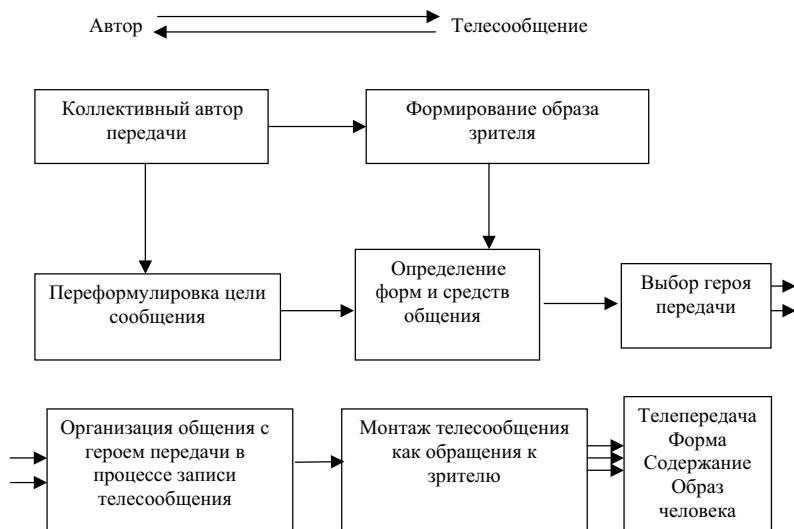 Автор
Телесообщение
Коллективный автор
передачи
Формирование образа
зрителя
Переформулировка цели
сообщения
Определение
форм и средств
общения
Выбор героя
передачи
Организация общения с
героем передачи в
процессе записи
телесообщения
Монтаж телесообщения
как обращения к
зрителю
Телепередача
Форма
Содержание
Образ
человека